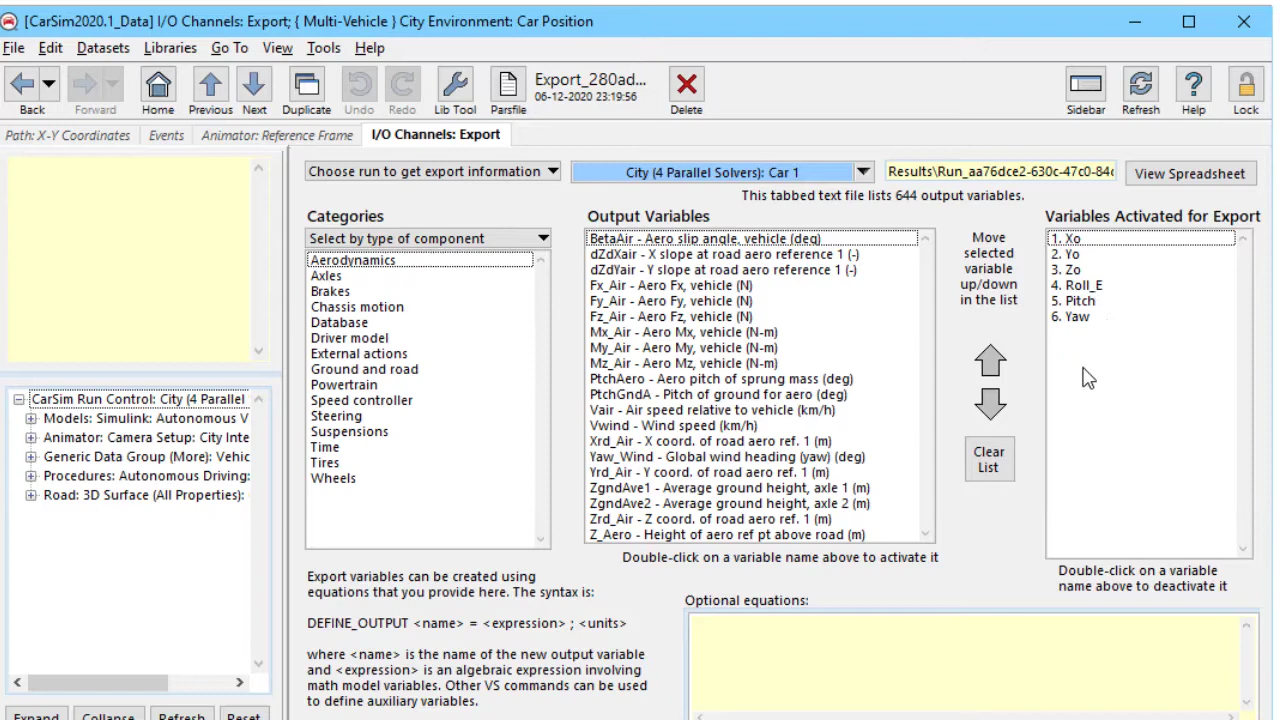 [CarSim2020.1_Data] I/O Channels: Export; { Multi-Vehicle } City Environment: Car Position
File Edit Datasets Libraries Go To View Tools Help
Export_280ad...
06-12-2020 23:19:56
Back Forward Home Previous Next Duplicate Undo Redo Lib Tool Parsfile Delete Sidebar Refresh Help Lock
Path: X-Y Coordinates Events Animator: Reference Frame I/O Channels: Export
Choose run to get export information City (4 Parallel Solvers): Car 1 Results\Run_aa76dce2-630c-47c0-84c View Spreadsheet
This tabbed text file lists 644 output variables.
Categories
Select by type of component
Aerodynamics
Axles
Brakes
Chassis motion
Database
Driver model
External actions
Ground and road
Powertrain
Speed controller
Steering
Suspensions
Time
Tires
Wheels
Output Variables
BetaAir - Aero slip angle, vehicle (deg)
dZdXair - X slope at road aero reference 1 (-)
dZdYair - Y slope at road aero reference 1 (-)
Fx_Air - Aero Fx, vehicle (N)
Fy_Air - Aero Fy, vehicle (N)
Fz_Air - Aero Fz, vehicle (N)
Mx_Air - Aero Mx, vehicle (N-m)
My_Air - Aero My, vehicle (N-m)
Mz_Air - Aero Mz, vehicle (N-m)
PtchAero - Aero pitch of sprung mass (deg)
PtchGndA - Pitch of ground for aero (deg)
Vair - Air speed relative to vehicle (km/h)
Vwind - Wind speed (km/h)
Xrd_Air - X coord. of road aero ref. 1 (m)
Yaw_Wind - Global wind heading (yaw) (deg)
Yrd_Air - Y coord. of road aero ref. 1 (m)
ZgndAve1 - Average ground height, axle 1 (m)
ZgndAve2 - Average ground height, axle 2 (m)
Zrd_Air - Z coord. of road aero ref. 1 (m)
Z_Aero - Height of aero ref pt above road (m)
Double-click on a variable name above to activate it
Move
selected
variable
up/down
in the list
Clear
List
Variables Activated for Export
1. Xo
2. Yo
3. Zo
4. Roll_E
5. Pitch
6. Yaw
Double-click on a variable
name above to deactivate it
CarSim Run Control: City (4 Parallel
Models: Simulink: Autonomous V
Animator: Camera Setup: City Inte
Generic Data Group (More): Vehic
Procedures: Autonomous Driving:
Road: 3D Surface (All Properties):
Expand Collapse Refresh Reset
Export variables can be created using
equations that you provide here. The syntax is:
DEFINE_OUTPUT <name> = <expression> ; <units>
where <name> is the name of the new output variable
and <expression> is an algebraic expression involving
math model variables. Other VS commands can be used
to define auxiliary variables.
Optional equations: